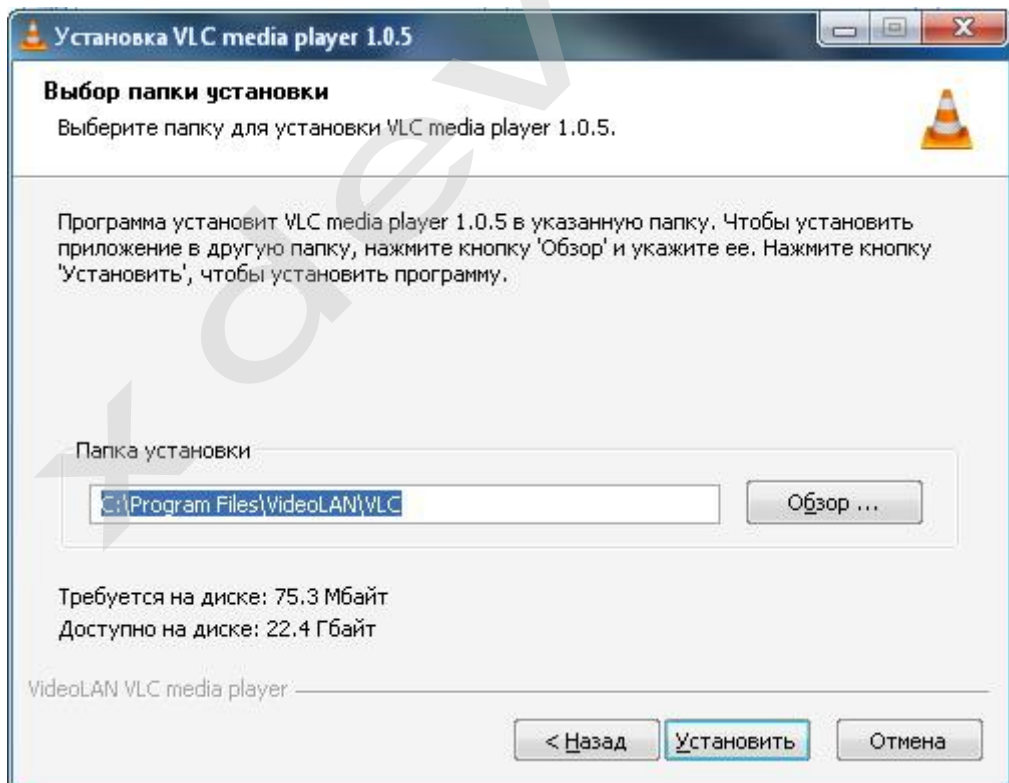 Установка VLC media player 1.0.5
Выбор папки установки
Выберите папку для установки VLC media player 1.0.5.
Программа установит VLC media player 1.0.5 в указанную папку. Чтобы установить
приложение в другую папку, нажмите кнопку 'Обзор' и укажите ее. Нажмите кнопку
'Установить', чтобы установить программу.
Папка установки
C:\Program Files\VideoLAN\VLC
Обзор ...
Требуется на диске: 75.3 Мбайт
Доступно на диске: 22.4 Гбайт
VideoLAN VLC media player
< Назад
Установить
Отмена
x dev